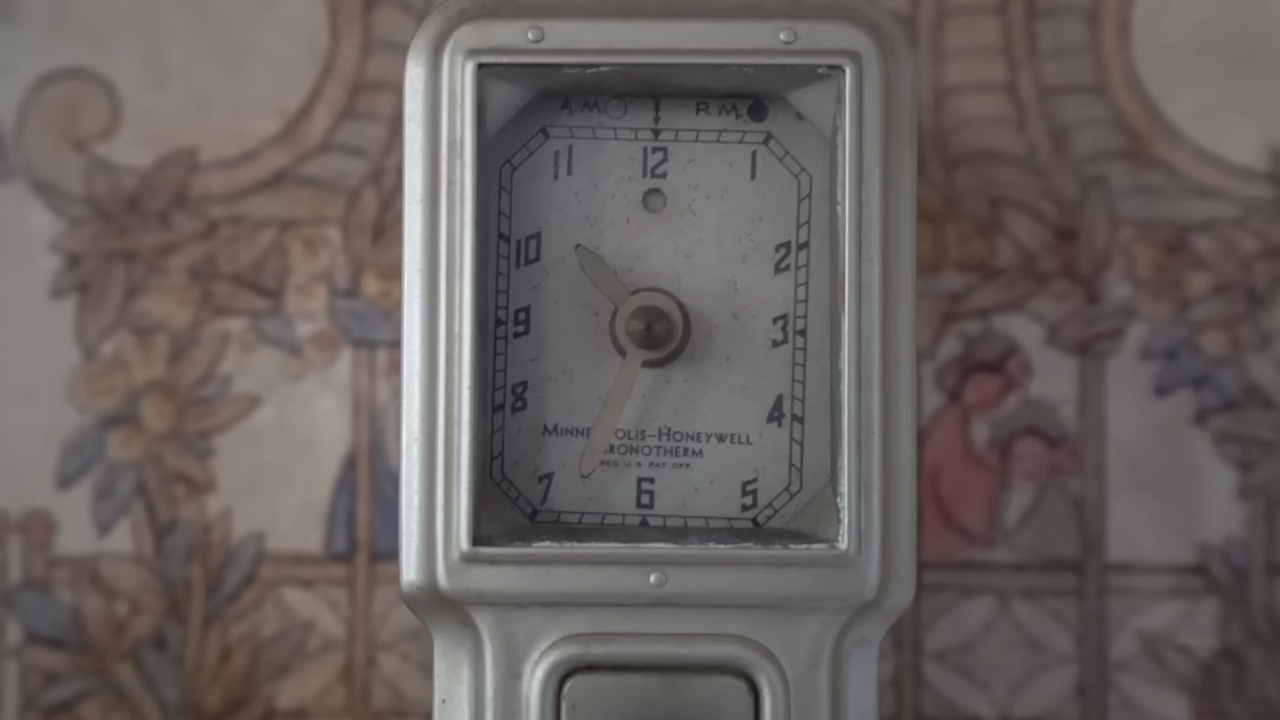 A.M. P.M.
11 12 1
10 2
9 3
8 4
MINNE OLIS-HONEYWELL
RONOTHERM
REG. U.S. PAT. OFF.
7 6 5